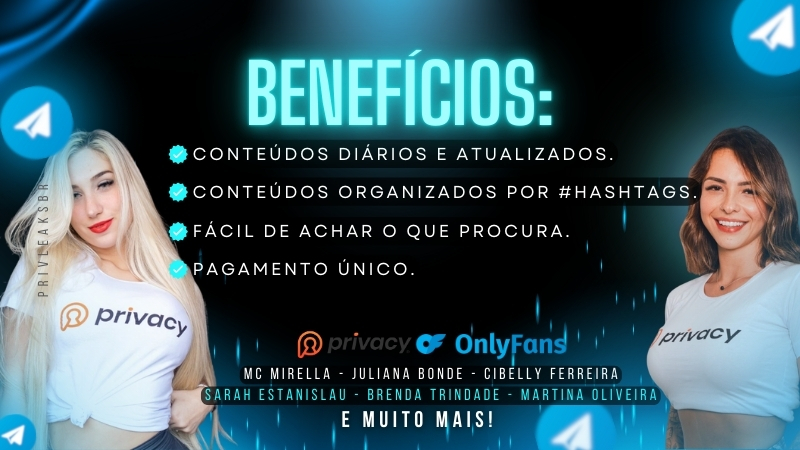 BENEFÍCIOS:
CONTEÚDOS DIÁRIOS E ATUALIZADOS.
CONTEÚDOS ORGANIZADOS POR #HASHTAGS.
FÁCIL DE ACHAR O QUE PROCURA.
PAGAMENTO ÚNICO.
PRIVLEAKSBR
privacy
privacy
privacy OnlyFans
MC MIRELLA - JULIANA BONDE - CIBELLY FERREIRA
SARAH ESTANISLAU - BRENDA TRINDADE - MARTINA OLIVEIRA
E MUITO MAIS!